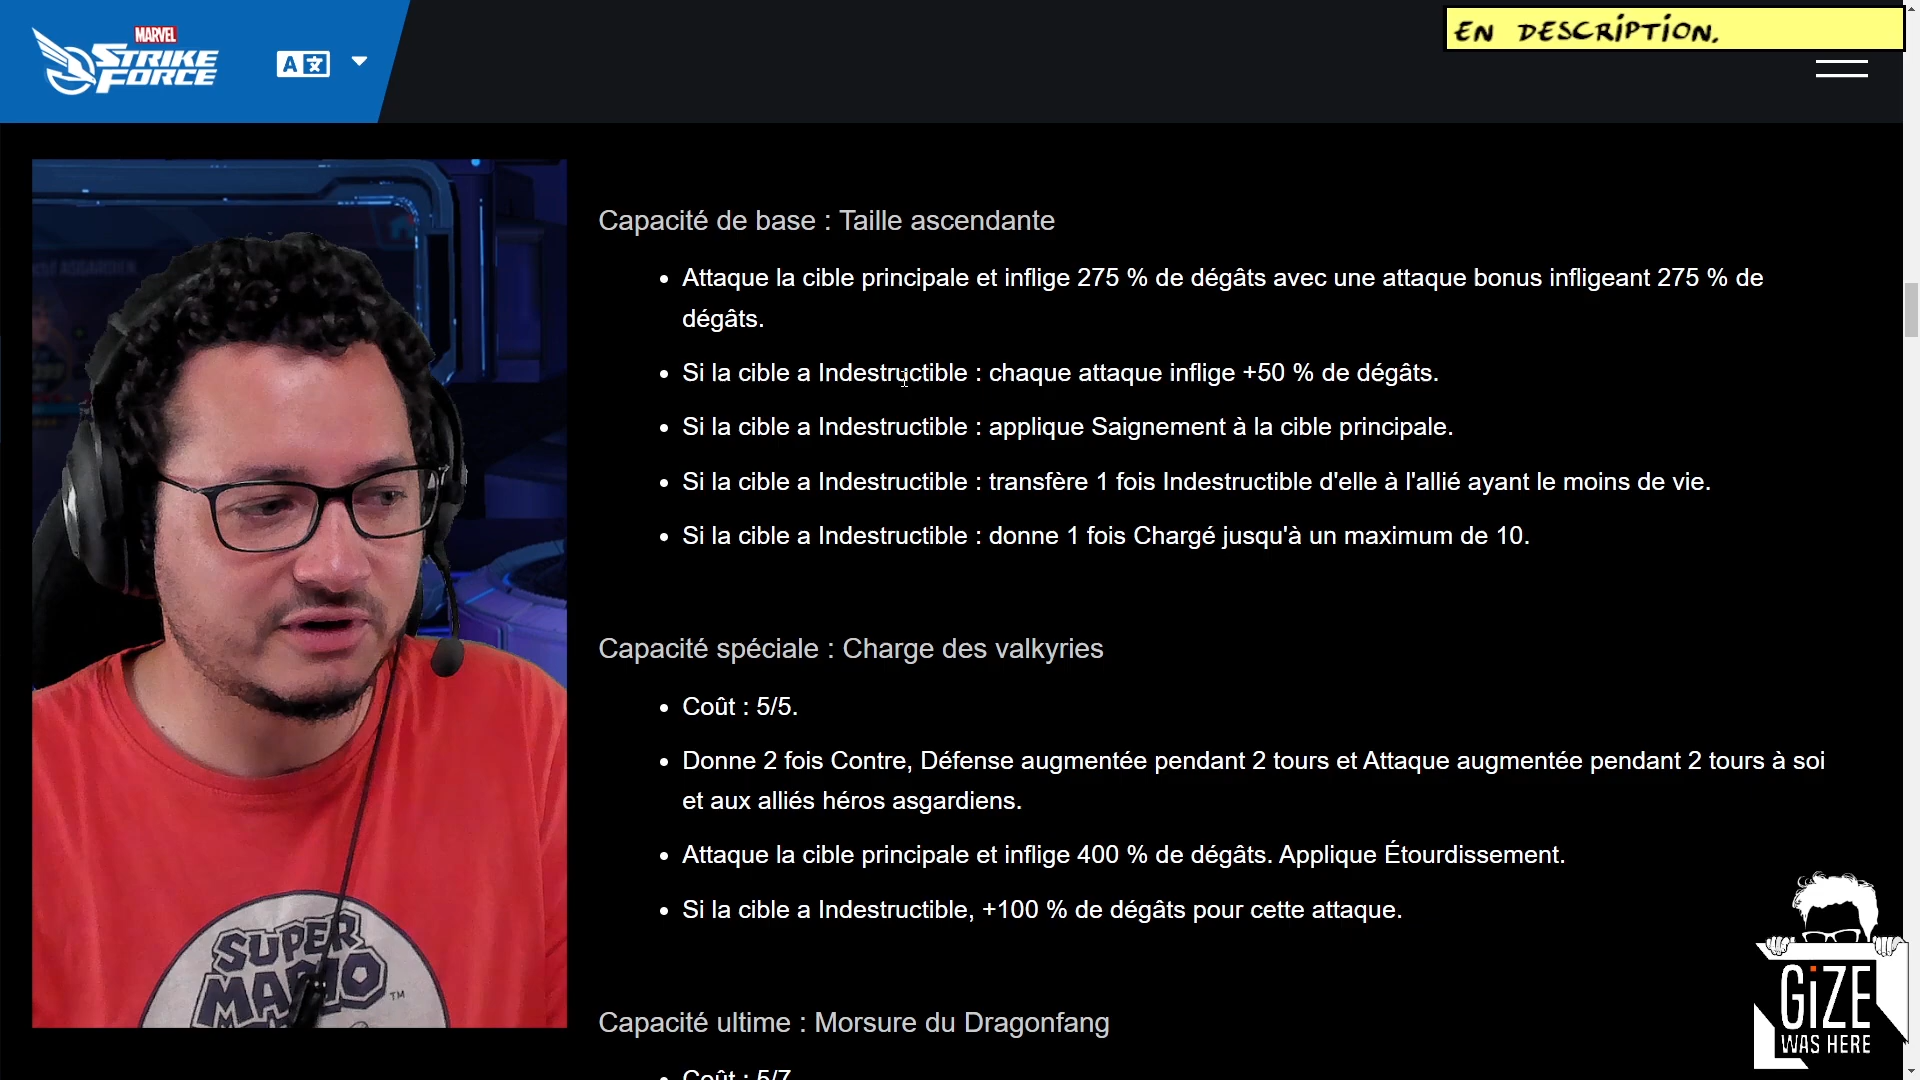 MARVEL
STRIKE
FORCE
A文
EN DESCRIPTION.
Capacité de base : Taille ascendante
Attaque la cible principale et inflige 275 % de dégâts avec une attaque bonus infligeant 275 % de
dégâts.
Si la cible a Indestructible : chaque attaque inflige +50 % de dégâts.
Si la cible a Indestructible : applique Saignement à la cible principale.
Si la cible a Indestructible : transfère 1 fois Indestructible d'elle à l'allié ayant le moins de vie.
Si la cible a Indestructible : donne 1 fois Chargé jusqu'à un maximum de 10.
Capacité spéciale : Charge des valkyries
Coût : 5/5.
Donne 2 fois Contre, Défense augmentée pendant 2 tours et Attaque augmentée pendant 2 tours à soi
et aux alliés héros asgardiens.
Attaque la cible principale et inflige 400 % de dégâts. Applique Étourdissement.
Si la cible a Indestructible, +100 % de dégâts pour cette attaque.
Capacité ultime : Morsure du Dragonfang
Coût : 5/7
SUPER
MARIO
TM
GiZE
WAS HERE